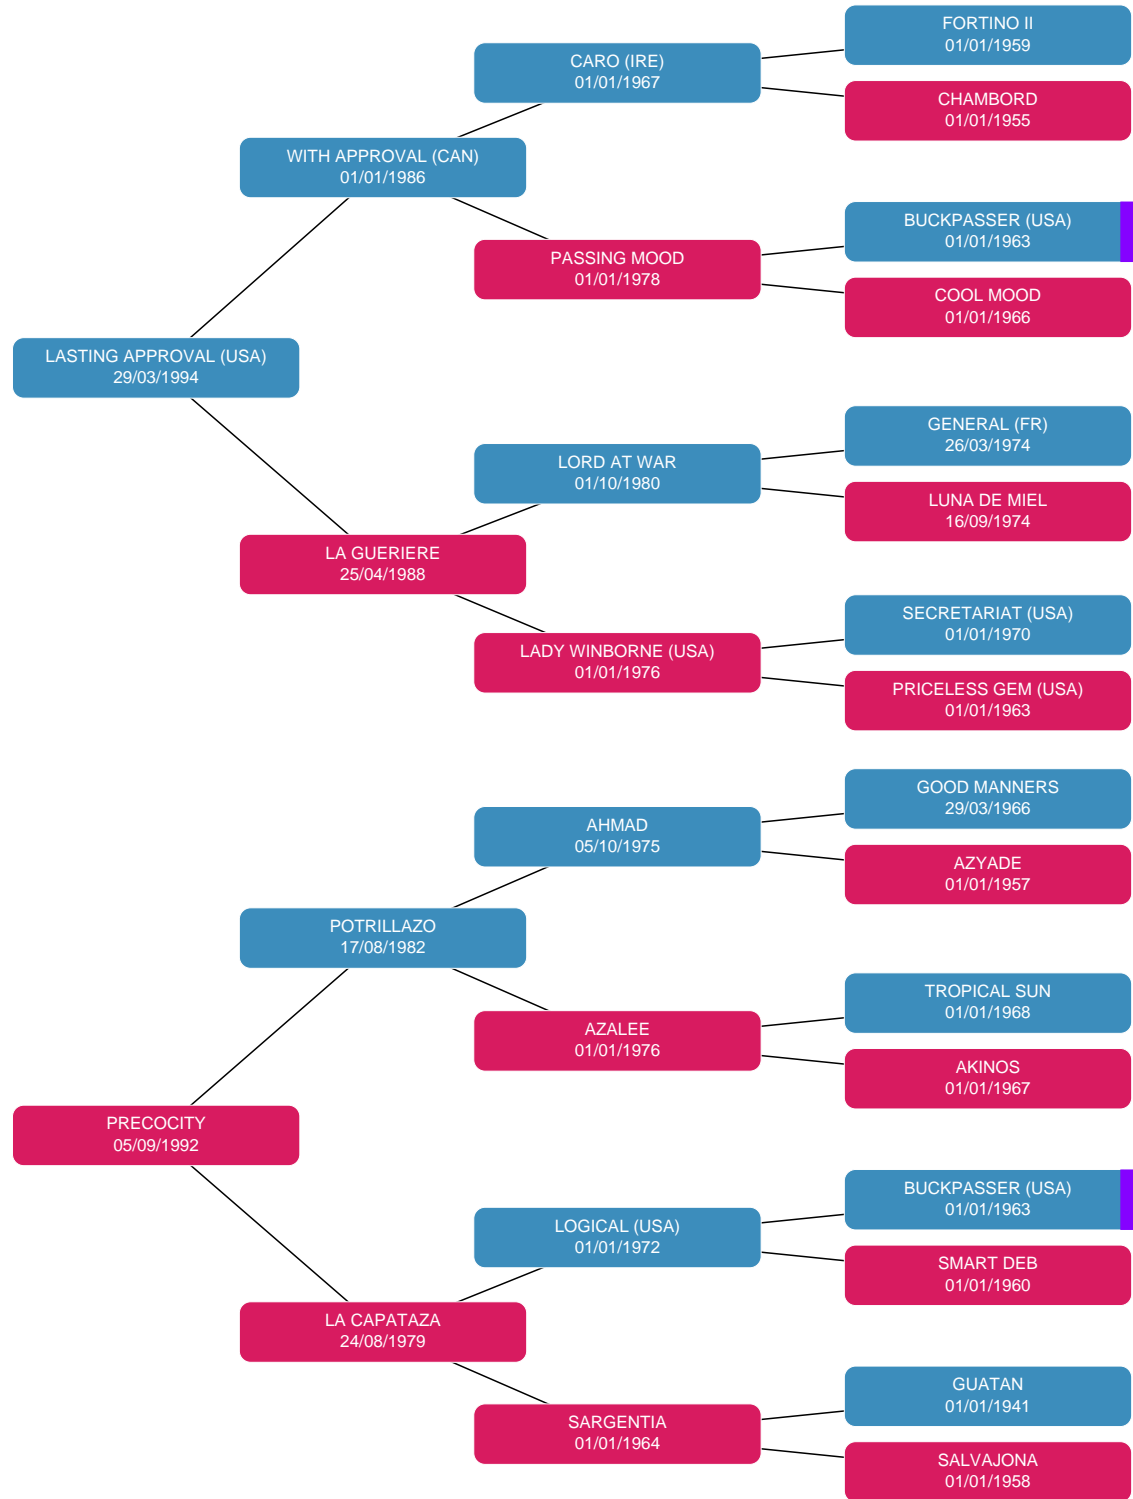 FORTINO II
01/01/1959
CARO (IRE)
01/01/1967
CHAMBORD
01/01/1955
WITH APPROVAL (CAN)
01/01/1986
BUCKPASSER (USA)
01/01/1963
PASSING MOOD
01/01/1978
COOL MOOD
01/01/1966
LASTING APPROVAL (USA)
29/03/1994
GENERAL (FR)
26/03/1974
LORD AT WAR
01/10/1980
LUNA DE MIEL
16/09/1974
LA GUERIERE
25/04/1988
SECRETARIAT (USA)
01/01/1970
LADY WINBORNE (USA)
01/01/1976
PRICELESS GEM (USA)
01/01/1963
GOOD MANNERS
29/03/1966
AHMAD
05/10/1975
AZYADE
01/01/1957
POTRILLAZO
17/08/1982
TROPICAL SUN
01/01/1968
AZALEE
01/01/1976
AKINOS
01/01/1967
PRECOCITY
05/09/1992
BUCKPASSER (USA)
01/01/1963
LOGICAL (USA)
01/01/1972
SMART DEB
01/01/1960
LA CAPATAZA
24/08/1979
GUATAN
01/01/1941
SARGENTIA
01/01/1964
SALVAJONA
01/01/1958